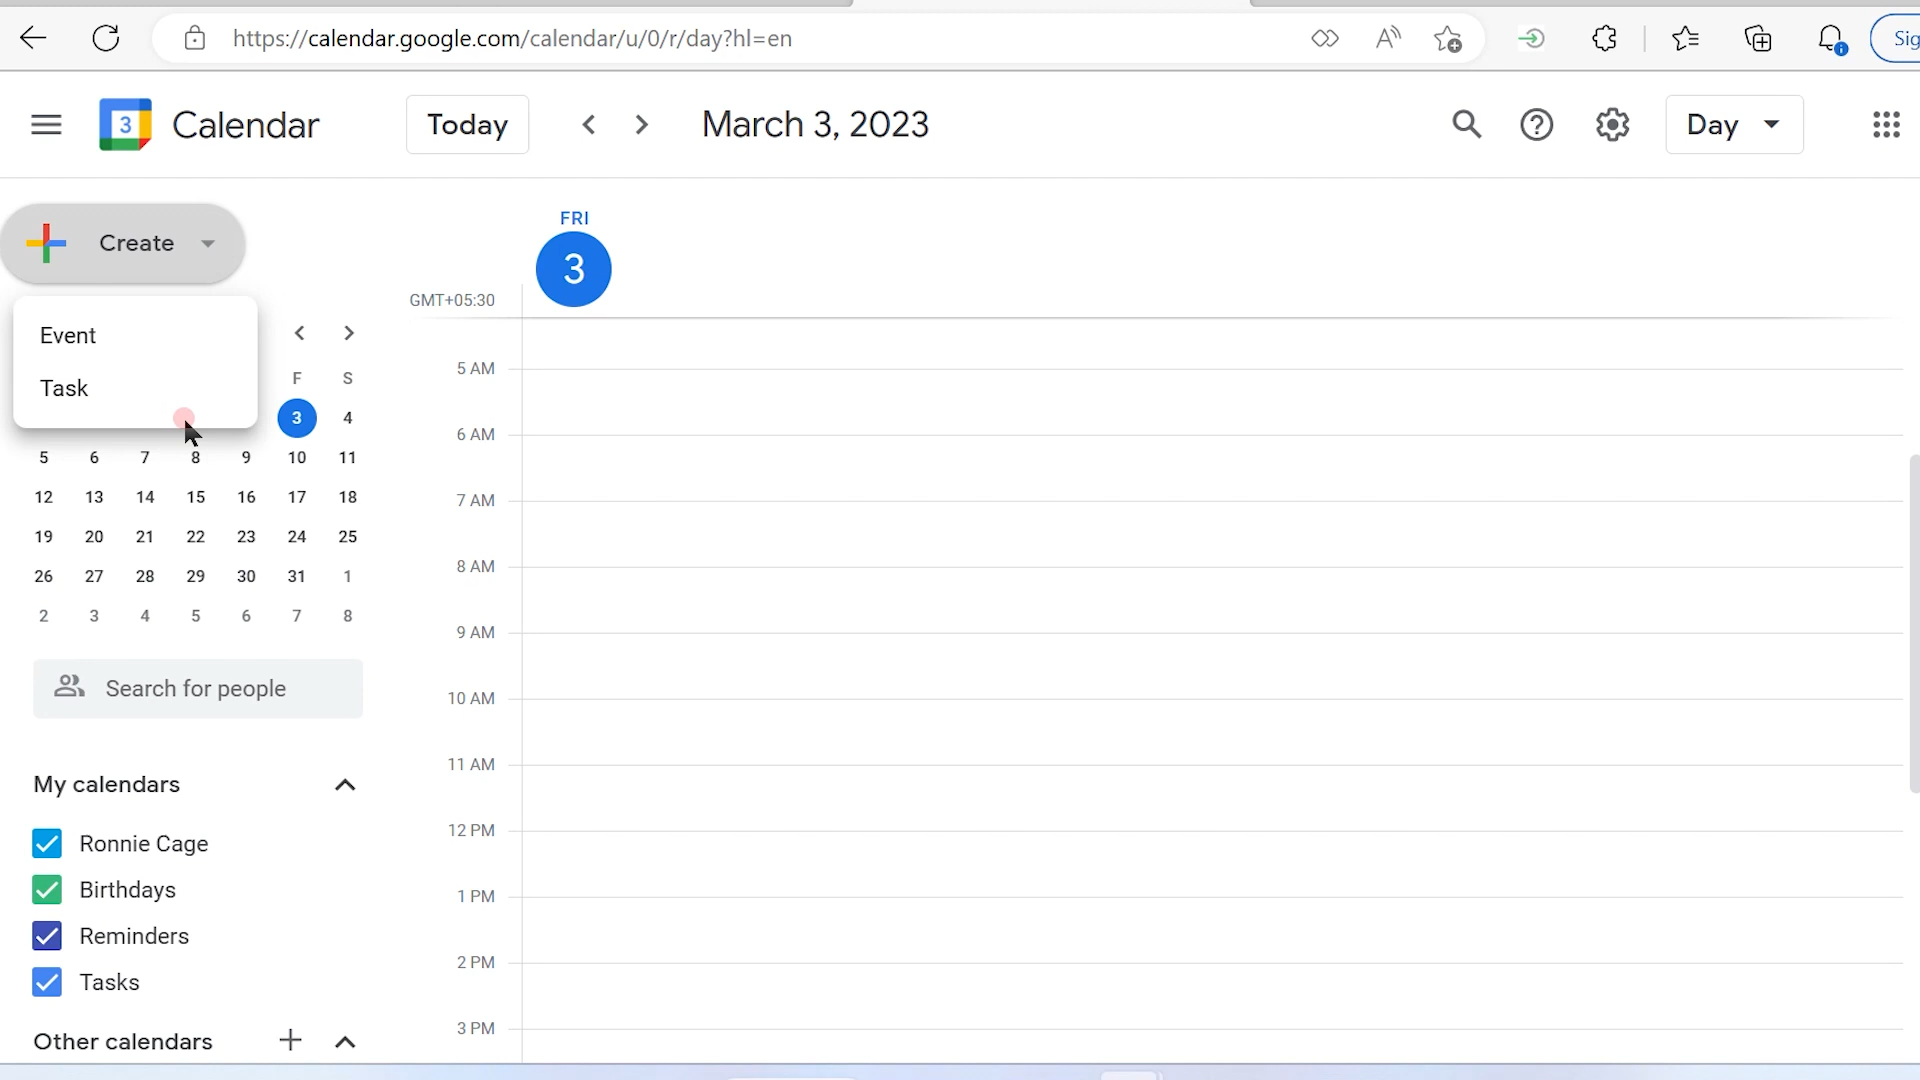 https://calendar.google.com/calendar/u/0/r/day?hl=en
Sig
3 Calendar Today March 3, 2023 Day
Create
Event
Task
F S
3 4
5 6 7 8 9 10 11
12 13 14 15 16 17 18
19 20 21 22 23 24 25
26 27 28 29 30 31 1
2 3 4 5 6 7 8
Search for people
My calendars
Ronnie Cage
Birthdays
Reminders
Tasks
Other calendars
FRI
3
GMT+05:30
5 AM
6 AM
7 AM
8 AM
9 AM
10 AM
11 AM
12 PM
1 PM
2 PM
3 PM